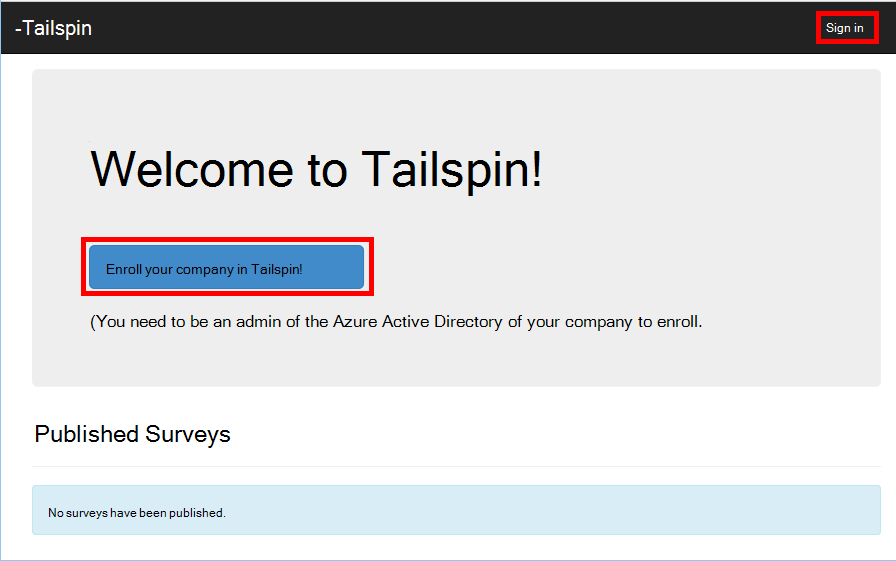 -Tailspin
Sign in
Welcome to Tailspin!
Enroll your company in Tailspin!
(You need to be an admin of the Azure Active Directory of your company to enroll.
Published Surveys
No surveys have been published.